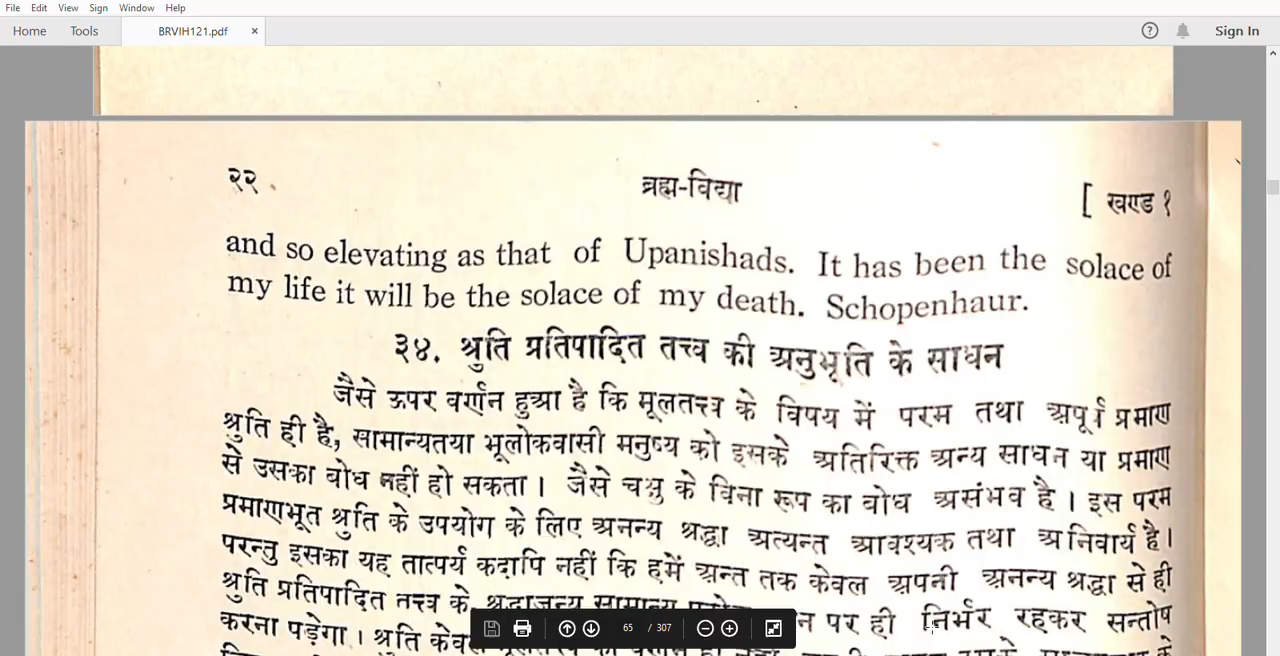 File Edit View Sign Window Help
Home Tools BRVIH121.pdf × ? Sign In
२२ ब्रह्म-विद्या [ खण्ड १
and so elevating as that of Upanishads. It has been the solace of
my life it will be the solace of my death. Schopenhaur.
३४. श्रुति प्रतिपादित तत्त्व की अनुभूति के साधन
जैसे ऊपर वर्णन हुआ है कि मूलतत्त्व के विषय में परम तथा अपूर्व प्रमाण
श्रुति ही है, सामान्यतया भूलोकवासी मनुष्य को इसके अतिरिक्त अन्य साधन या प्रमाण
से उसका बोध नहीं हो सकता। जैसे चक्षु के विना रूप का बोध असंभव है। इस परम
प्रमाणभूत श्रुति के उपयोग के लिए अनन्य श्रद्धा अत्यन्त आवश्यक तथा अनिवार्य है।
परन्तु इसका यह तात्पर्य कदापि नहीं कि हमें अन्त तक केवल अपनी अनन्य श्रद्धा से ही
श्रुति प्रतिपादित तत्त्व के श्रद्धाजन्य सामान्य न पर ही निर्भर रहकर सन्तोष
करना पड़ेगा। श्रुति केव
65 / 307